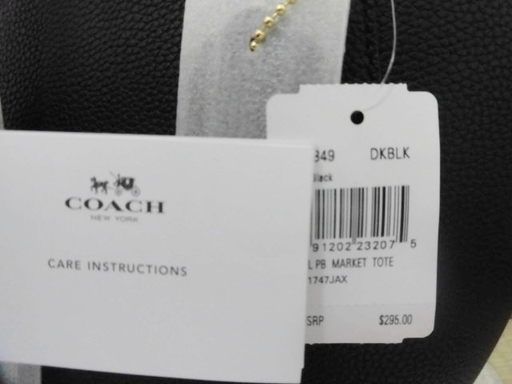 COACH
NEW YORK
CARE INSTRUCTIONS
349 DKBLK
Black
91202 23207 5
L PB MARKET TOTE
1747JAX
SRP $295.00